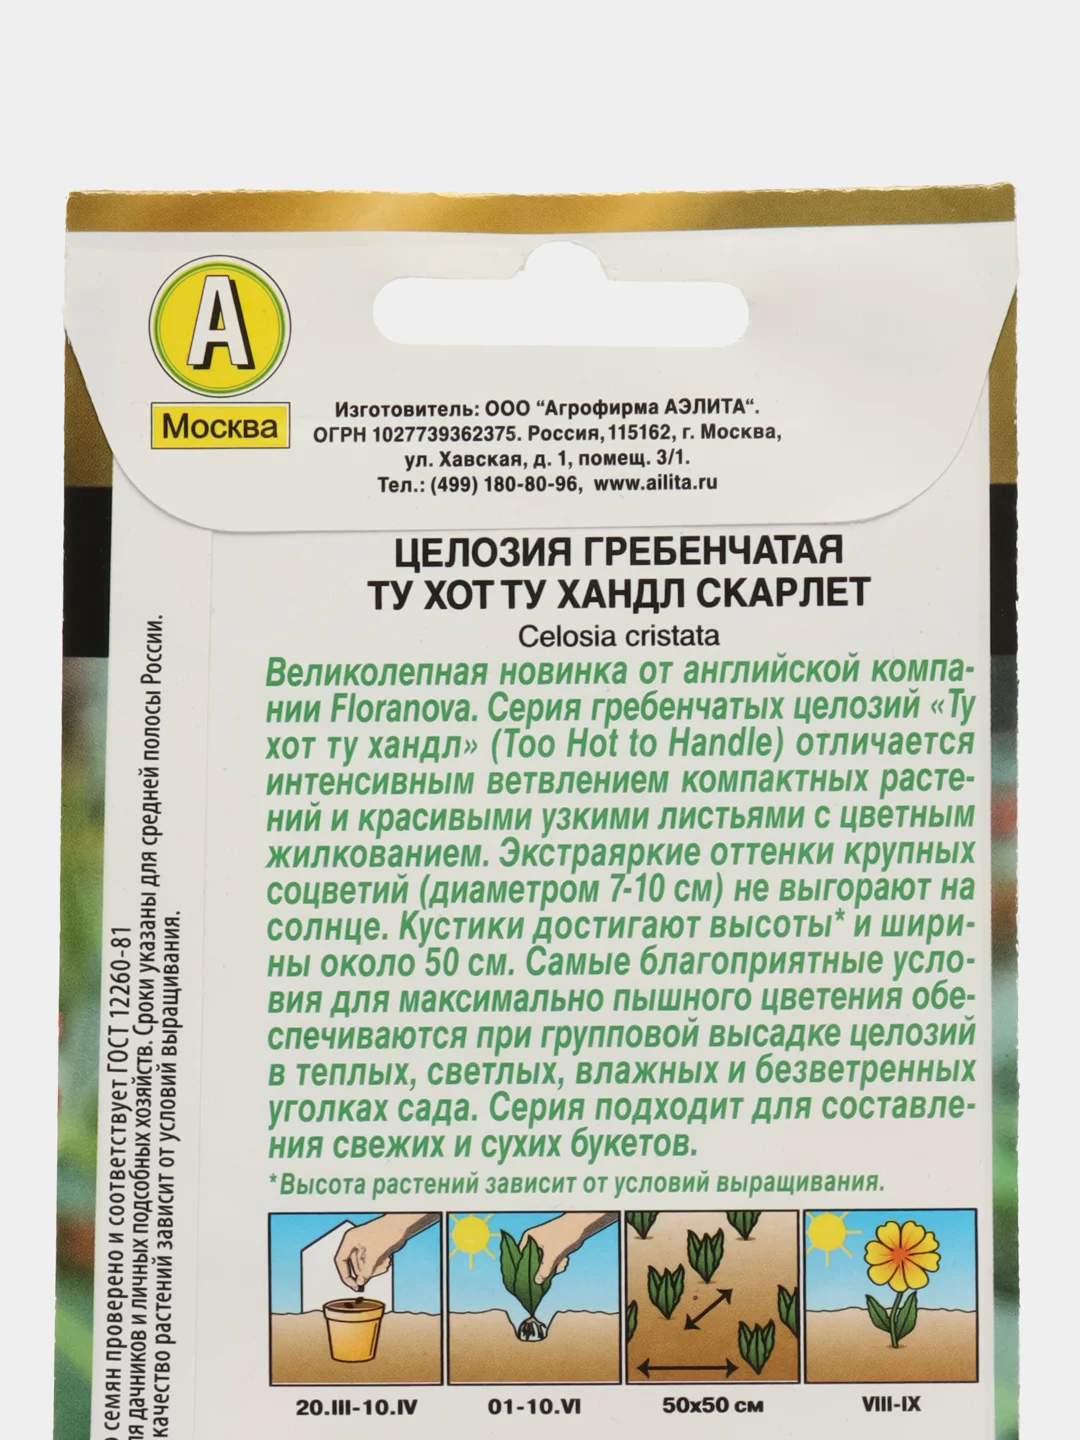 А
Москва
Изготовитель: ООО “Агрофирма АЭЛИТА“.
ОГРН 1027739362375. Россия, 115162, г. Москва,
ул. Хавская, д. 1, помещ. 3/1.
Тел.: (499) 180-80-96, www.ailita.ru
ЦЕЛОЗИЯ ГРЕБЕНЧАТАЯ
ТУ ХОТ ТУ ХАНДЛ СКАРЛЕТ
Celosia cristata
Великолепная новинка от английской компа-
нии Floranova. Серия гребенчатых целозий «Ту
хот ту хандл» (Too Hot to Handle) отличается
интенсивным ветвлением компактных расте-
ний и красивыми узкими листьями с цветным
жилкованием. Экстраяркие оттенки крупных
соцветий (диаметром 7-10 см) не выгорают на
солнце. Кустики достигают высоты* и шири-
ны около 50 см. Самые благоприятные усло-
вия для максимально пышного цветения обе-
спечиваются при групповой высадке целозий
в теплых, светлых, влажных и безветренных
уголках сада. Серия подходит для составле-
ния свежих и сухих букетов.
*Высота растений зависит от условий выращивания.
20.III-10.IV
01-10.VI
50х50 см
VIII-IX
семян проверено и соответствует ГОСТ 12260-81
дачников и личных подсобных хозяйств. Сроки указаны для средней полосы России.
качество растений зависит от условий выращивания.